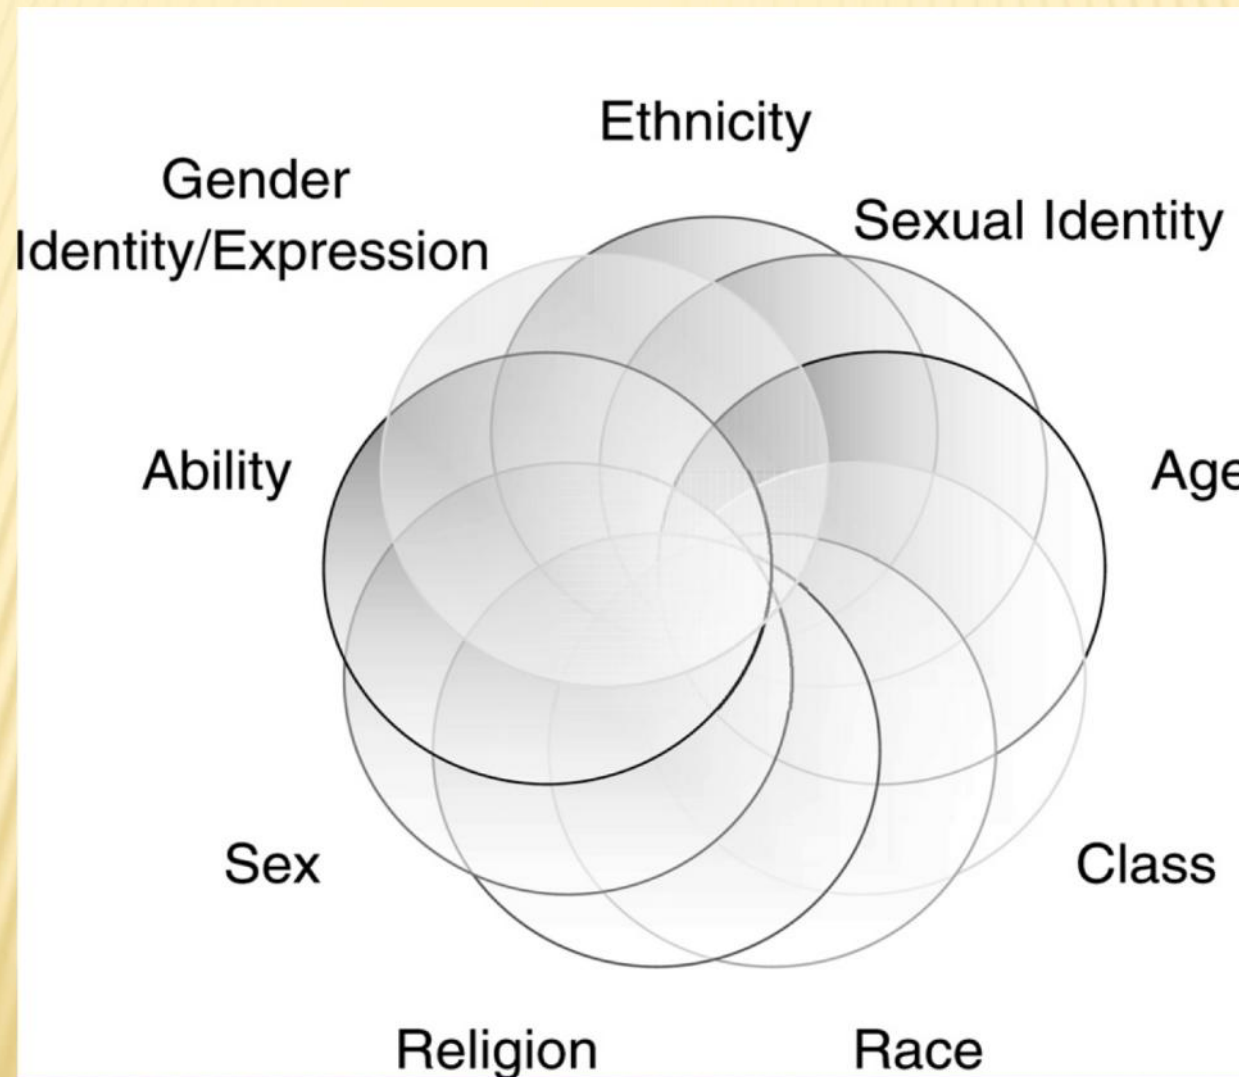 Ethnicity
Gender
Identity/Expression
Sexual Identity
Ability
Age
Sex
Class
Religion
Race